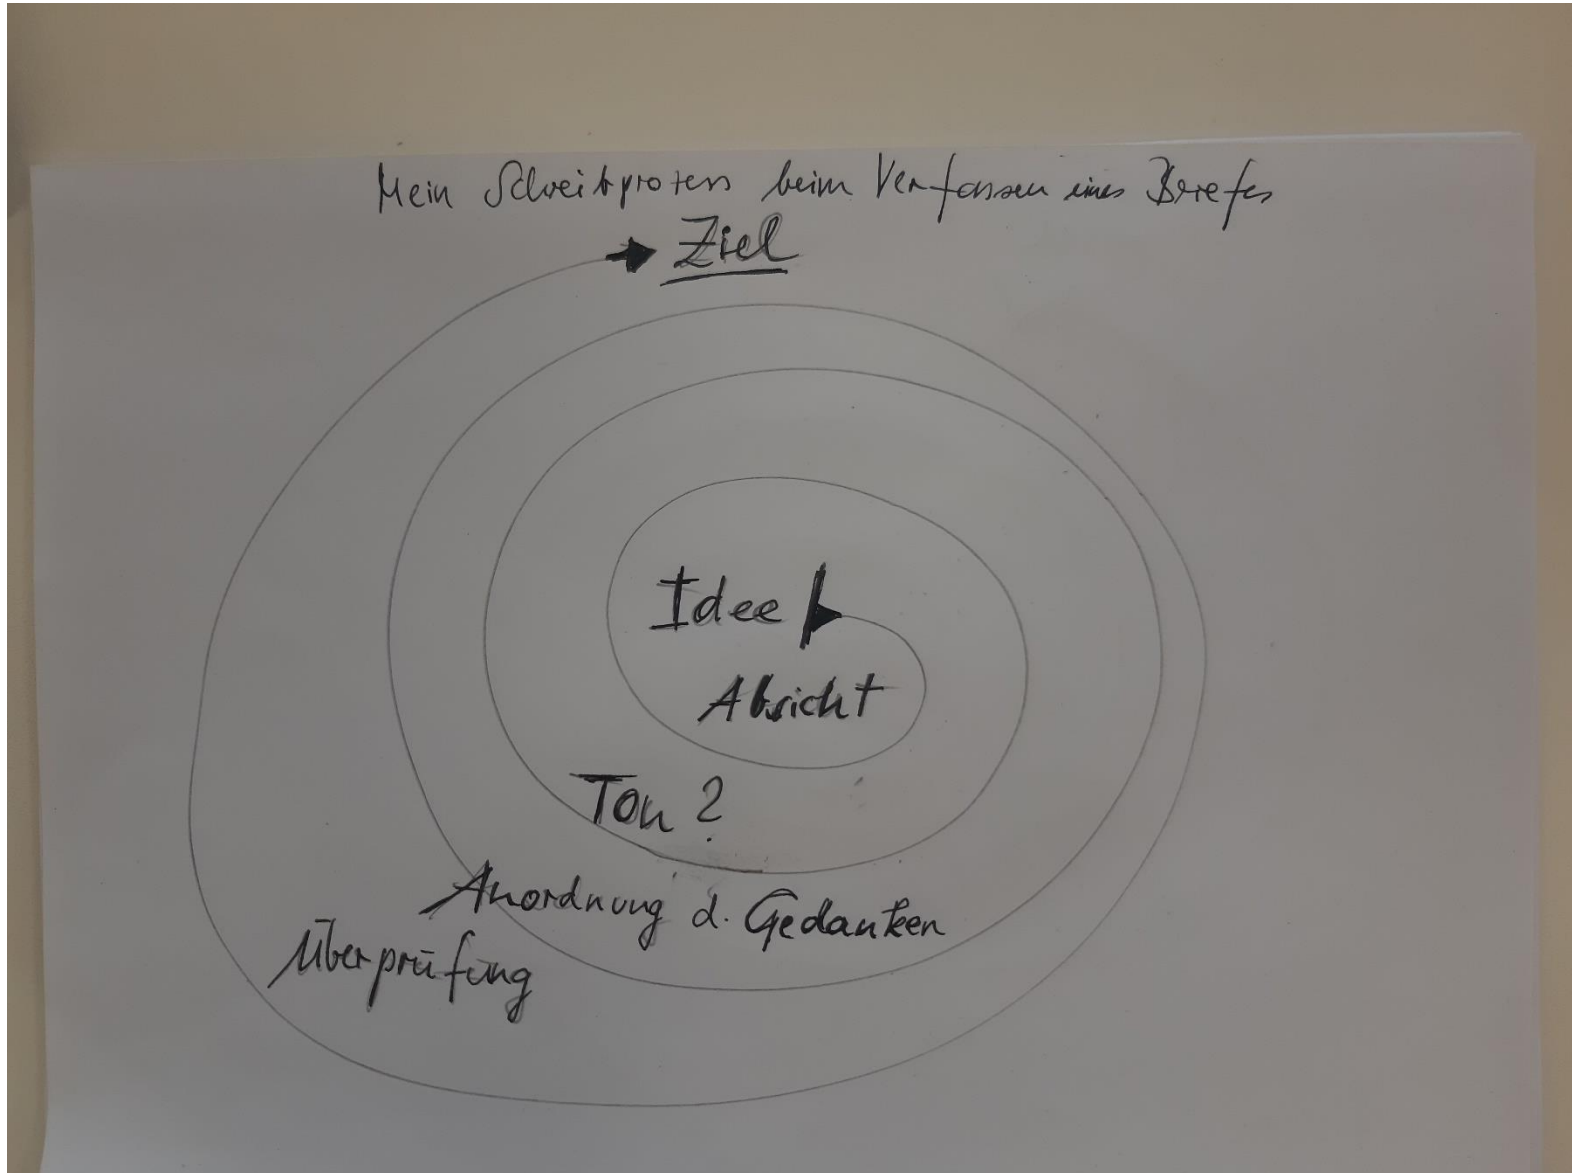 Mein Schreibprozess beim Verfassen eines Briefes
Ziel
Idee
Absicht
Ton ?
Anordnung d. Gedanken
Überprüfung